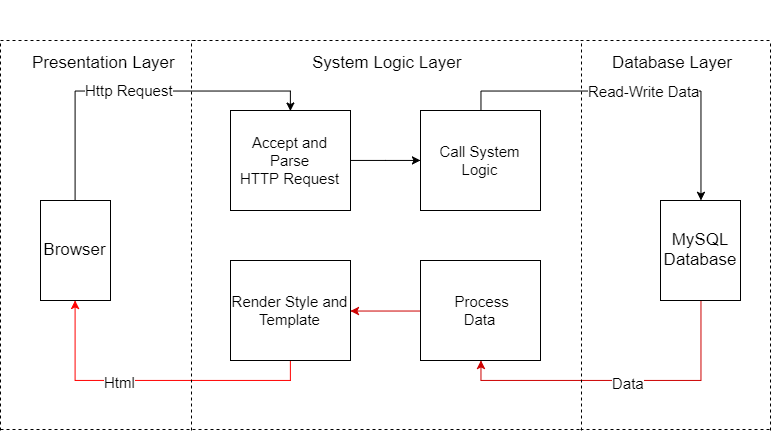 Presentation Layer
System Logic Layer
Database Layer
Http Request
Read-Write Data
Accept and
Parse
HTTP Request
Call System
Logic
Browser
MySQL
Database
Render Style and
Template
Process
Data
Html
Data